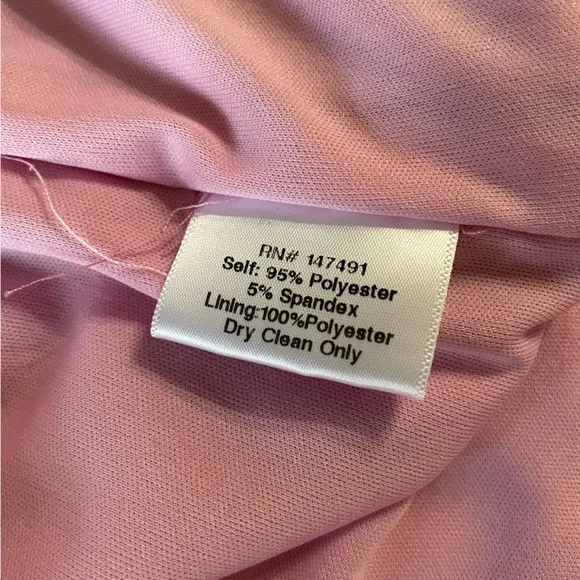 RN# 147491
Self: 95% Polyester
5% Spandex
Lining:100%Polyester
Dry Clean Only